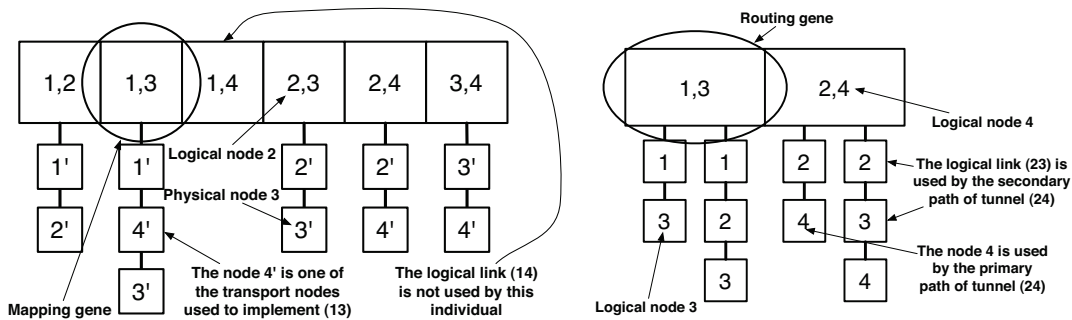 Routing gene
1,2
1,3
1,4
2,3
2,4
3,4
Logical node 2
1'
1'
2'
2'
3'
Physical node 3
2'
4'
3'
4'
4'
3'
Mapping gene
The node 4' is one of
the transport nodes
used to implement (13)
The logical link (14)
is not used by this
individual
1,3
2,4
Logical node 4
1
1
2
2
3
2
4
3
3
4
Logical node 3
The logical link (23) is
used by the secondary
path of tunnel (24)
The node 4 is used
by the primary
path of tunnel (24)